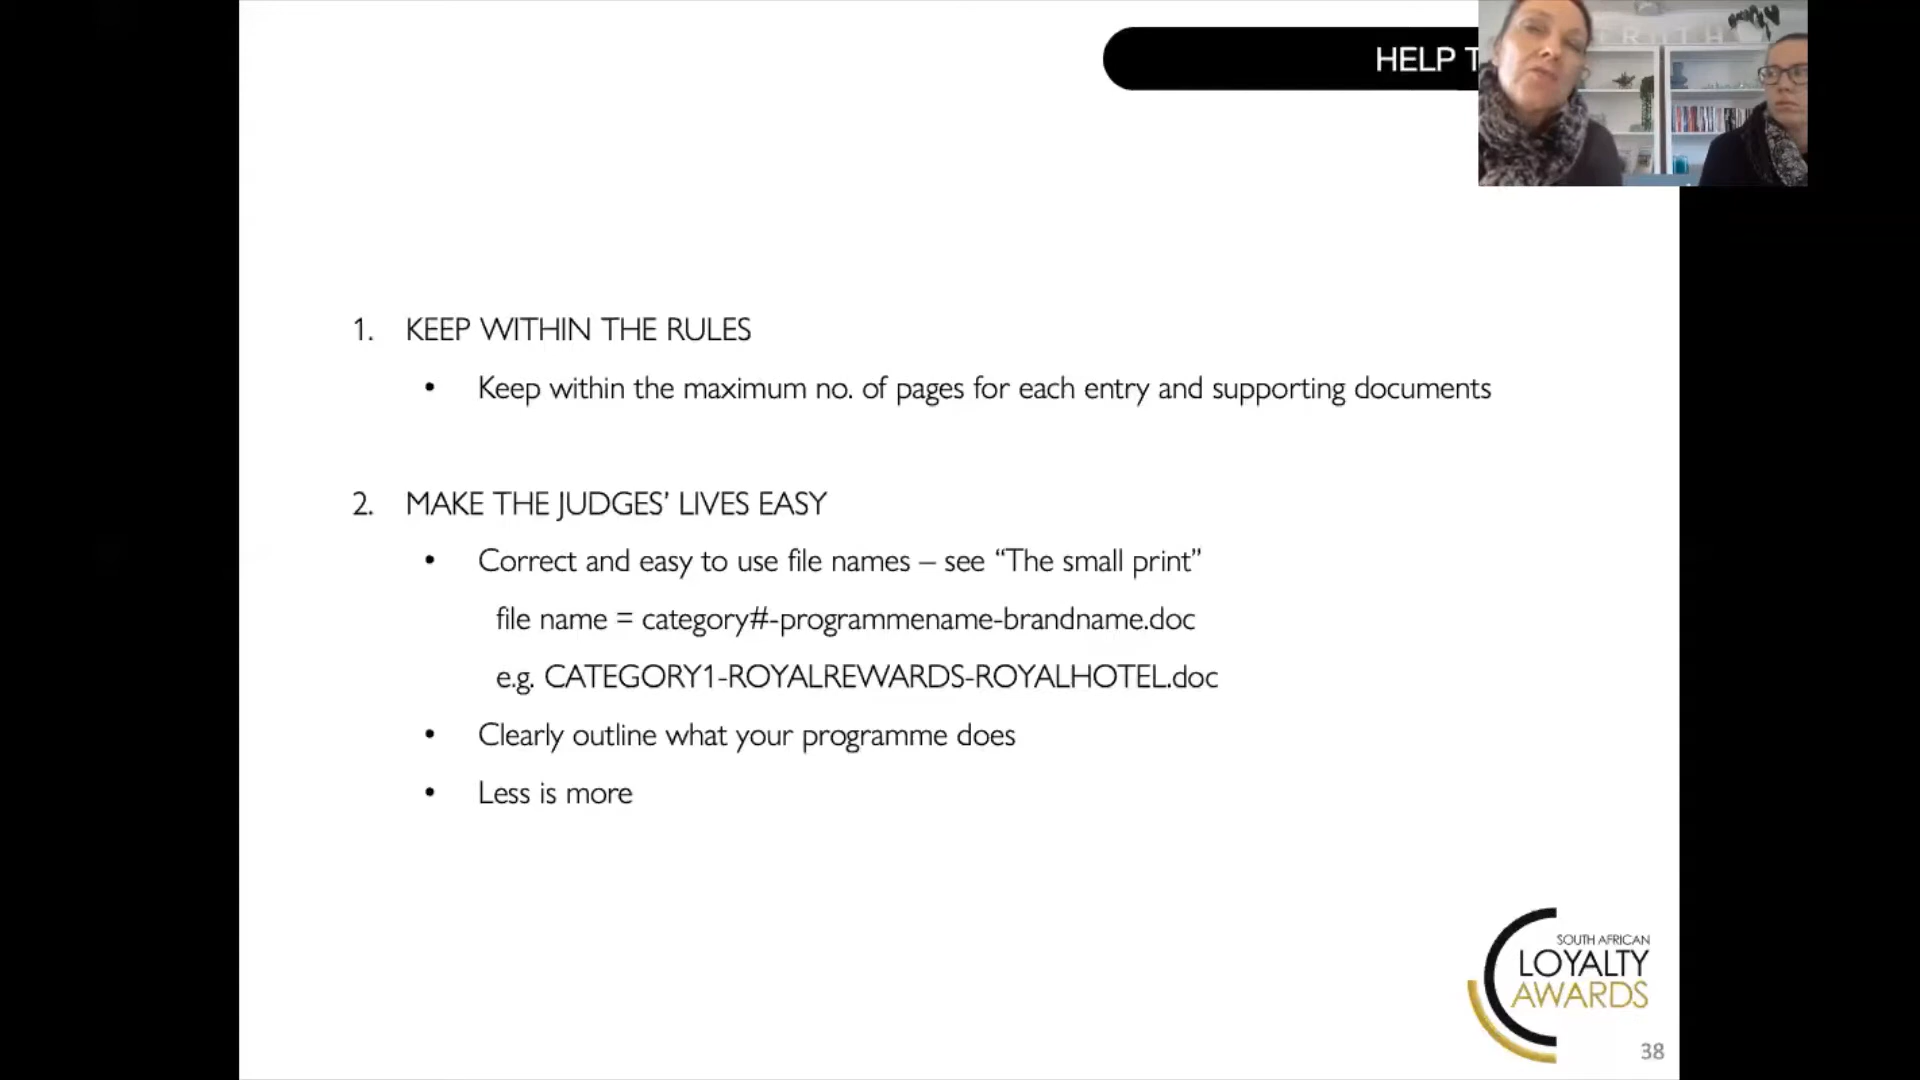 HELP T
1. KEEP WITHIN THE RULES
• Keep within the maximum no. of pages for each entry and supporting documents
2. MAKE THE JUDGES’ LIVES EASY
• Correct and easy to use file names – see “The small print”
file name = category#-programmename-brandname.doc
e.g. CATEGORY1-ROYALREWARDS-ROYALHOTEL.doc
• Clearly outline what your programme does
• Less is more
SOUTH AFRICAN
LOYALTY
AWARDS
38